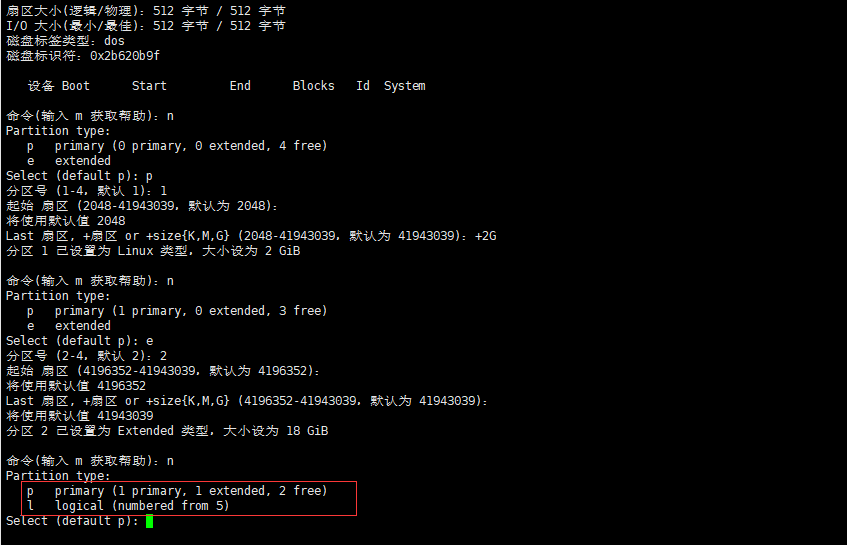 扇区大小(逻辑/物理)：512 字节 / 512 字节
I/O 大小(最小/最佳)：512 字节 / 512 字节
磁盘标签类型：dos
磁盘标识符：0x2b620b9f
设备 Boot      Start         End      Blocks   Id  System
命令(输入 m 获取帮助)：n
Partition type:
   p   primary (0 primary, 0 extended, 4 free)
   e   extended
Select (default p): p
分区号 (1-4，默认 1)：1
起始 扇区 (2048-41943039，默认为 2048)：
将使用默认值 2048
Last 扇区, +扇区 or +size{K,M,G} (2048-41943039，默认为 41943039)：+2G
分区 1 已设置为 Linux 类型，大小设为 2 GiB
命令(输入 m 获取帮助)：n
Partition type:
   p   primary (1 primary, 0 extended, 3 free)
   e   extended
Select (default p): e
分区号 (2-4，默认 2)：2
起始 扇区 (4196352-41943039，默认为 4196352)：
将使用默认值 4196352
Last 扇区, +扇区 or +size{K,M,G} (4196352-41943039，默认为 41943039)：
将使用默认值 41943039
分区 2 已设置为 Extended 类型，大小设为 18 GiB
命令(输入 m 获取帮助)：n
Partition type:
   p   primary (1 primary, 1 extended, 2 free)
   l   logical (numbered from 5)
Select (default p):